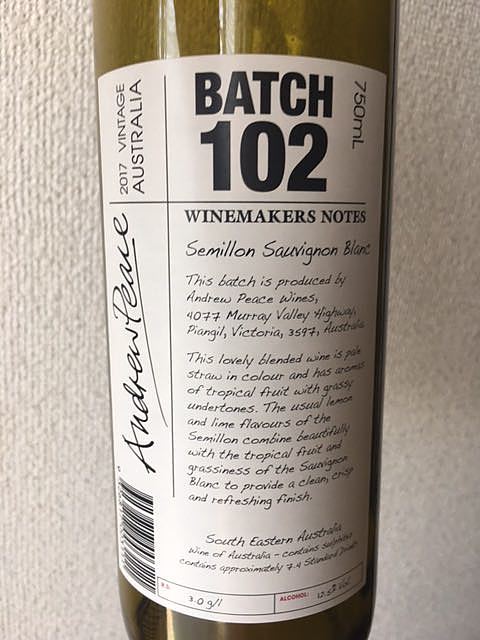 BATCH
102
750mL
2017 VINTAGE
AUSTRALIA
Andrew Peace
WINEMAKERS NOTES
Semillon Sauvignon Blanc
This batch is produced by
Andrew Peace Wines,
4077 Murray Valley Highway,
Piangil, Victoria, 3597, Australia
This lovely blended wine is pale
straw in colour and has aromas
of tropical fruit with grassy
undertones. The usual lemon
and lime flavours of the
Semillon combine beautifully
with the tropical fruit and
grassiness of the Sauvignon
Blanc to provide a clean, crisp
and refreshing finish.
South Eastern Australia
Wine of Australia - contains sulphites
contains approximately 7.4 Standard Drinks
3.0 g/l
ALCOHOL: 12.5% Vol